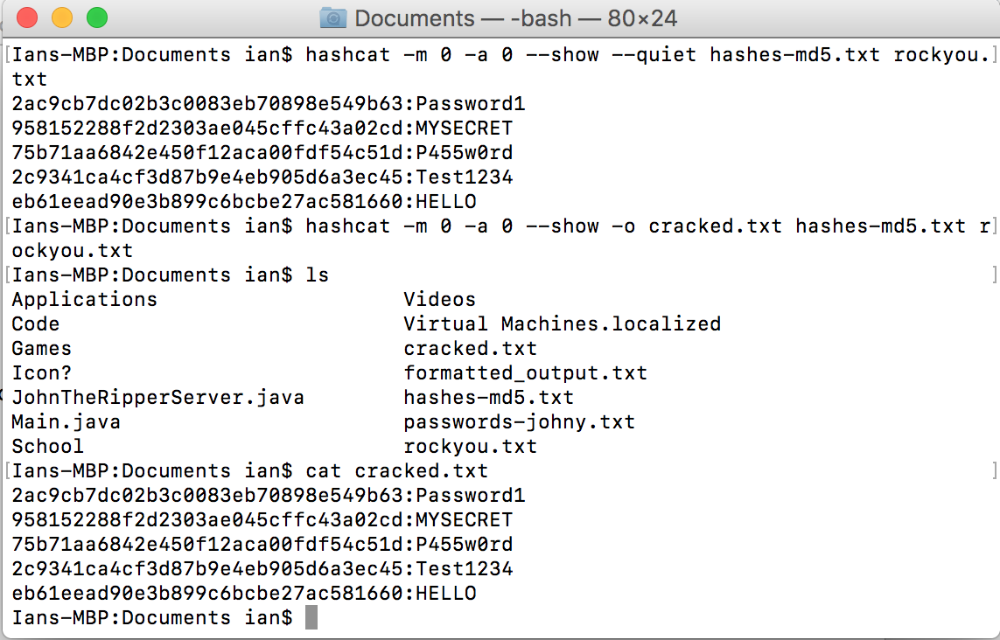 Documents — -bash — 80×24
[Ians-MBP:Documents ian$ hashcat -m 0 -a 0 --show --quiet hashes-md5.txt rockyou.]
txt
2ac9cb7dc02b3c0083eb70898e549b63:Password1
958152288f2d2303ae045cffc43a02cd:MYSECRET
75b71aa6842e450f12aca00fdf54c51d:P455w0rd
2c9341ca4cf3d87b9e4eb905d6a3ec45:Test1234
eb61eead90e3b899c6bcbe27ac581660:HELLO
[Ians-MBP:Documents ian$ hashcat -m 0 -a 0 --show -o cracked.txt hashes-md5.txt r]
ockyou.txt
[Ians-MBP:Documents ian$ ls ]
Applications Videos
Code Virtual Machines.localized
Games cracked.txt
Icon? formatted_output.txt
JohnTheRipperServer.java hashes-md5.txt
Main.java passwords-johny.txt
School rockyou.txt
[Ians-MBP:Documents ian$ cat cracked.txt ]
2ac9cb7dc02b3c0083eb70898e549b63:Password1
958152288f2d2303ae045cffc43a02cd:MYSECRET
75b71aa6842e450f12aca00fdf54c51d:P455w0rd
2c9341ca4cf3d87b9e4eb905d6a3ec45:Test1234
eb61eead90e3b899c6bcbe27ac581660:HELLO
Ians-MBP:Documents ian$